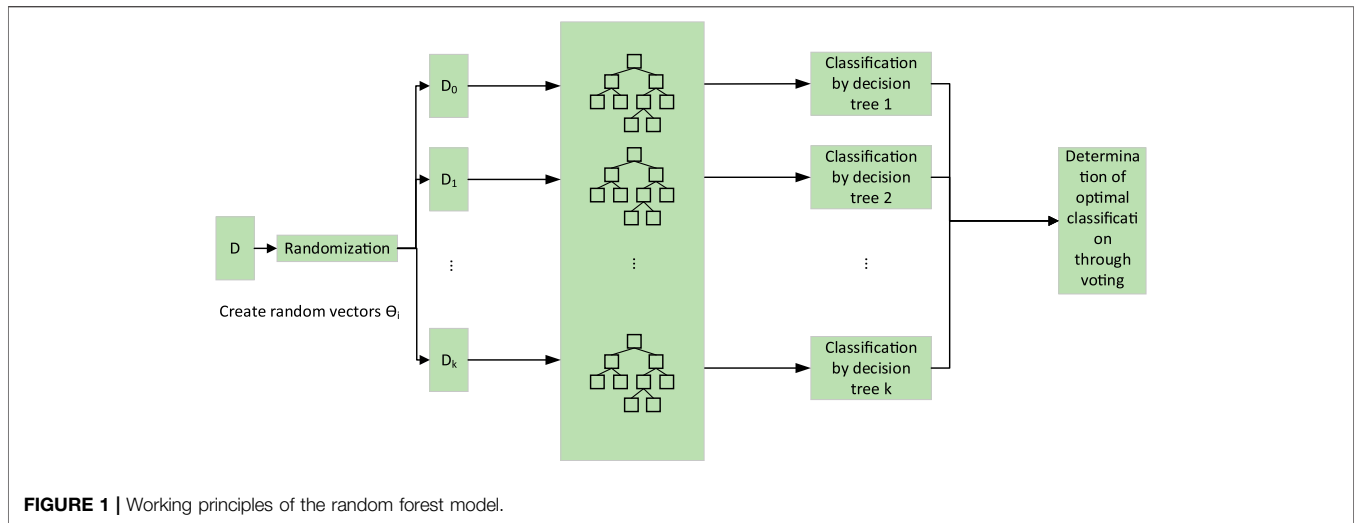 D
Randomization
Create random vectors Ɵi
D0
D1
⋮
Dk
⋮
Classification
by decision
tree 1
Classification
by decision
tree 2
⋮
Classification
by decision
tree k
Determina
tion of
optimal
classificati
on
through
voting
FIGURE 1 | Working principles of the random forest model.